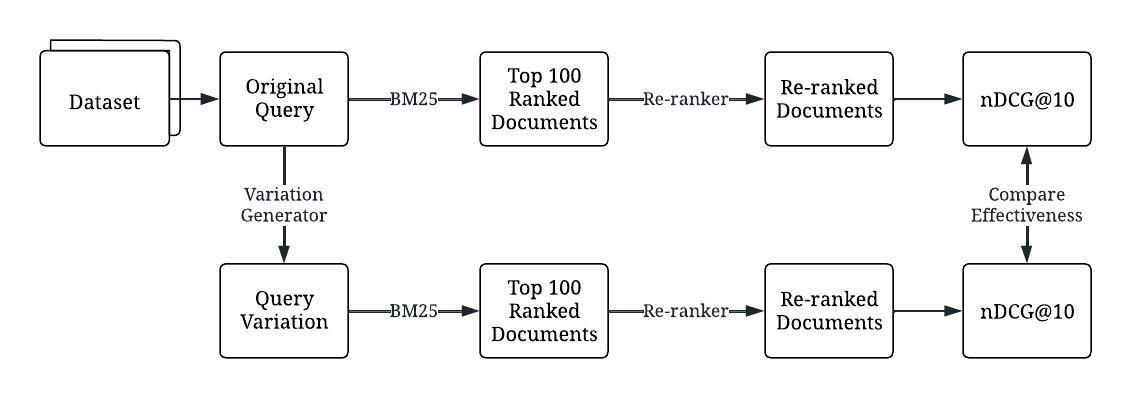 Dataset
Original
Query
BM25
Top 100
Ranked
Documents
Re-ranker
Re-ranked
Documents
nDCG@10
Variation
Generator
Compare
Effectiveness
Query
Variation
BM25
Top 100
Ranked
Documents
Re-ranker
Re-ranked
Documents
nDCG@10